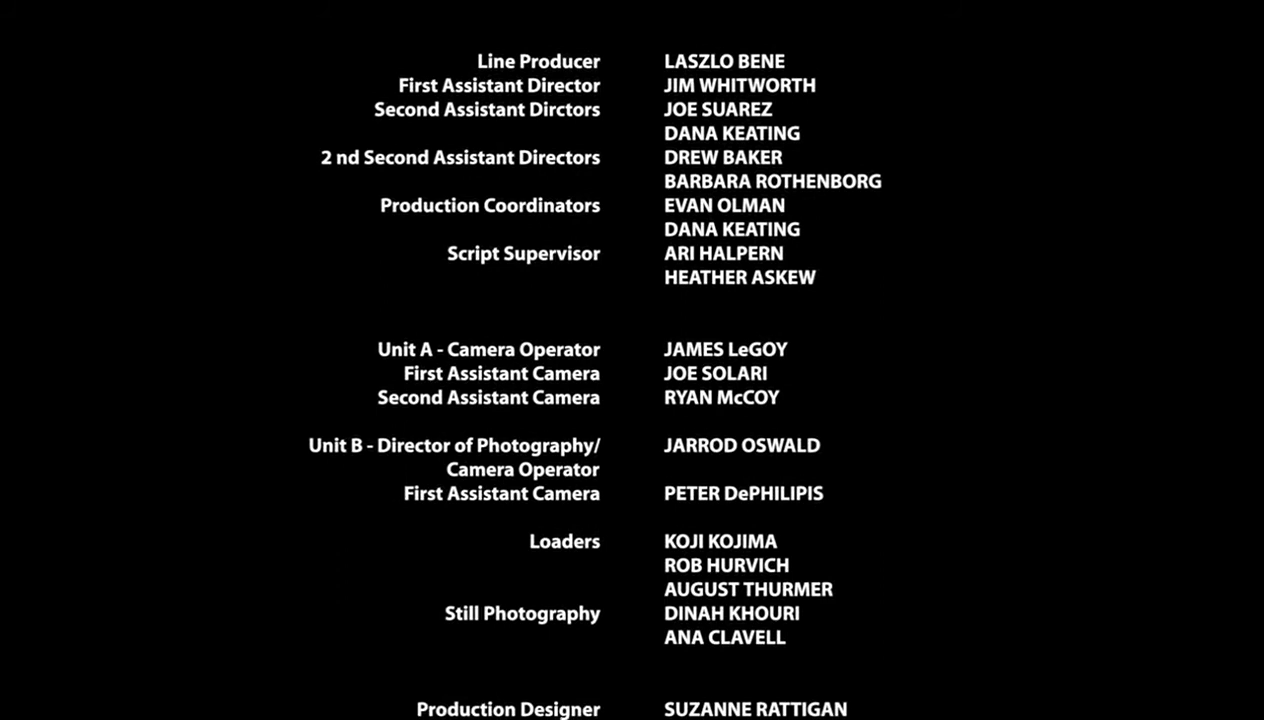 Line Producer LASZLO BENE
First Assistant Director JIM WHITWORTH
Second Assistant Dirctors JOE SUAREZ
DANA KEATING
2 nd Second Assistant Directors DREW BAKER
BARBARA ROTHENBORG
Production Coordinators EVAN OLMAN
DANA KEATING
Script Supervisor ARI HALPERN
HEATHER ASKEW
Unit A - Camera Operator JAMES LeGOY
First Assistant Camera JOE SOLARI
Second Assistant Camera RYAN McCOY
Unit B - Director of Photography/ JARROD OSWALD
Camera Operator
First Assistant Camera PETER DePHILIPIS
Loaders KOJI KOJIMA
ROB HURVICH
AUGUST THURMER
Still Photography DINAH KHOURI
ANA CLAVELL
Production Designer SUZANNE RATTIGAN